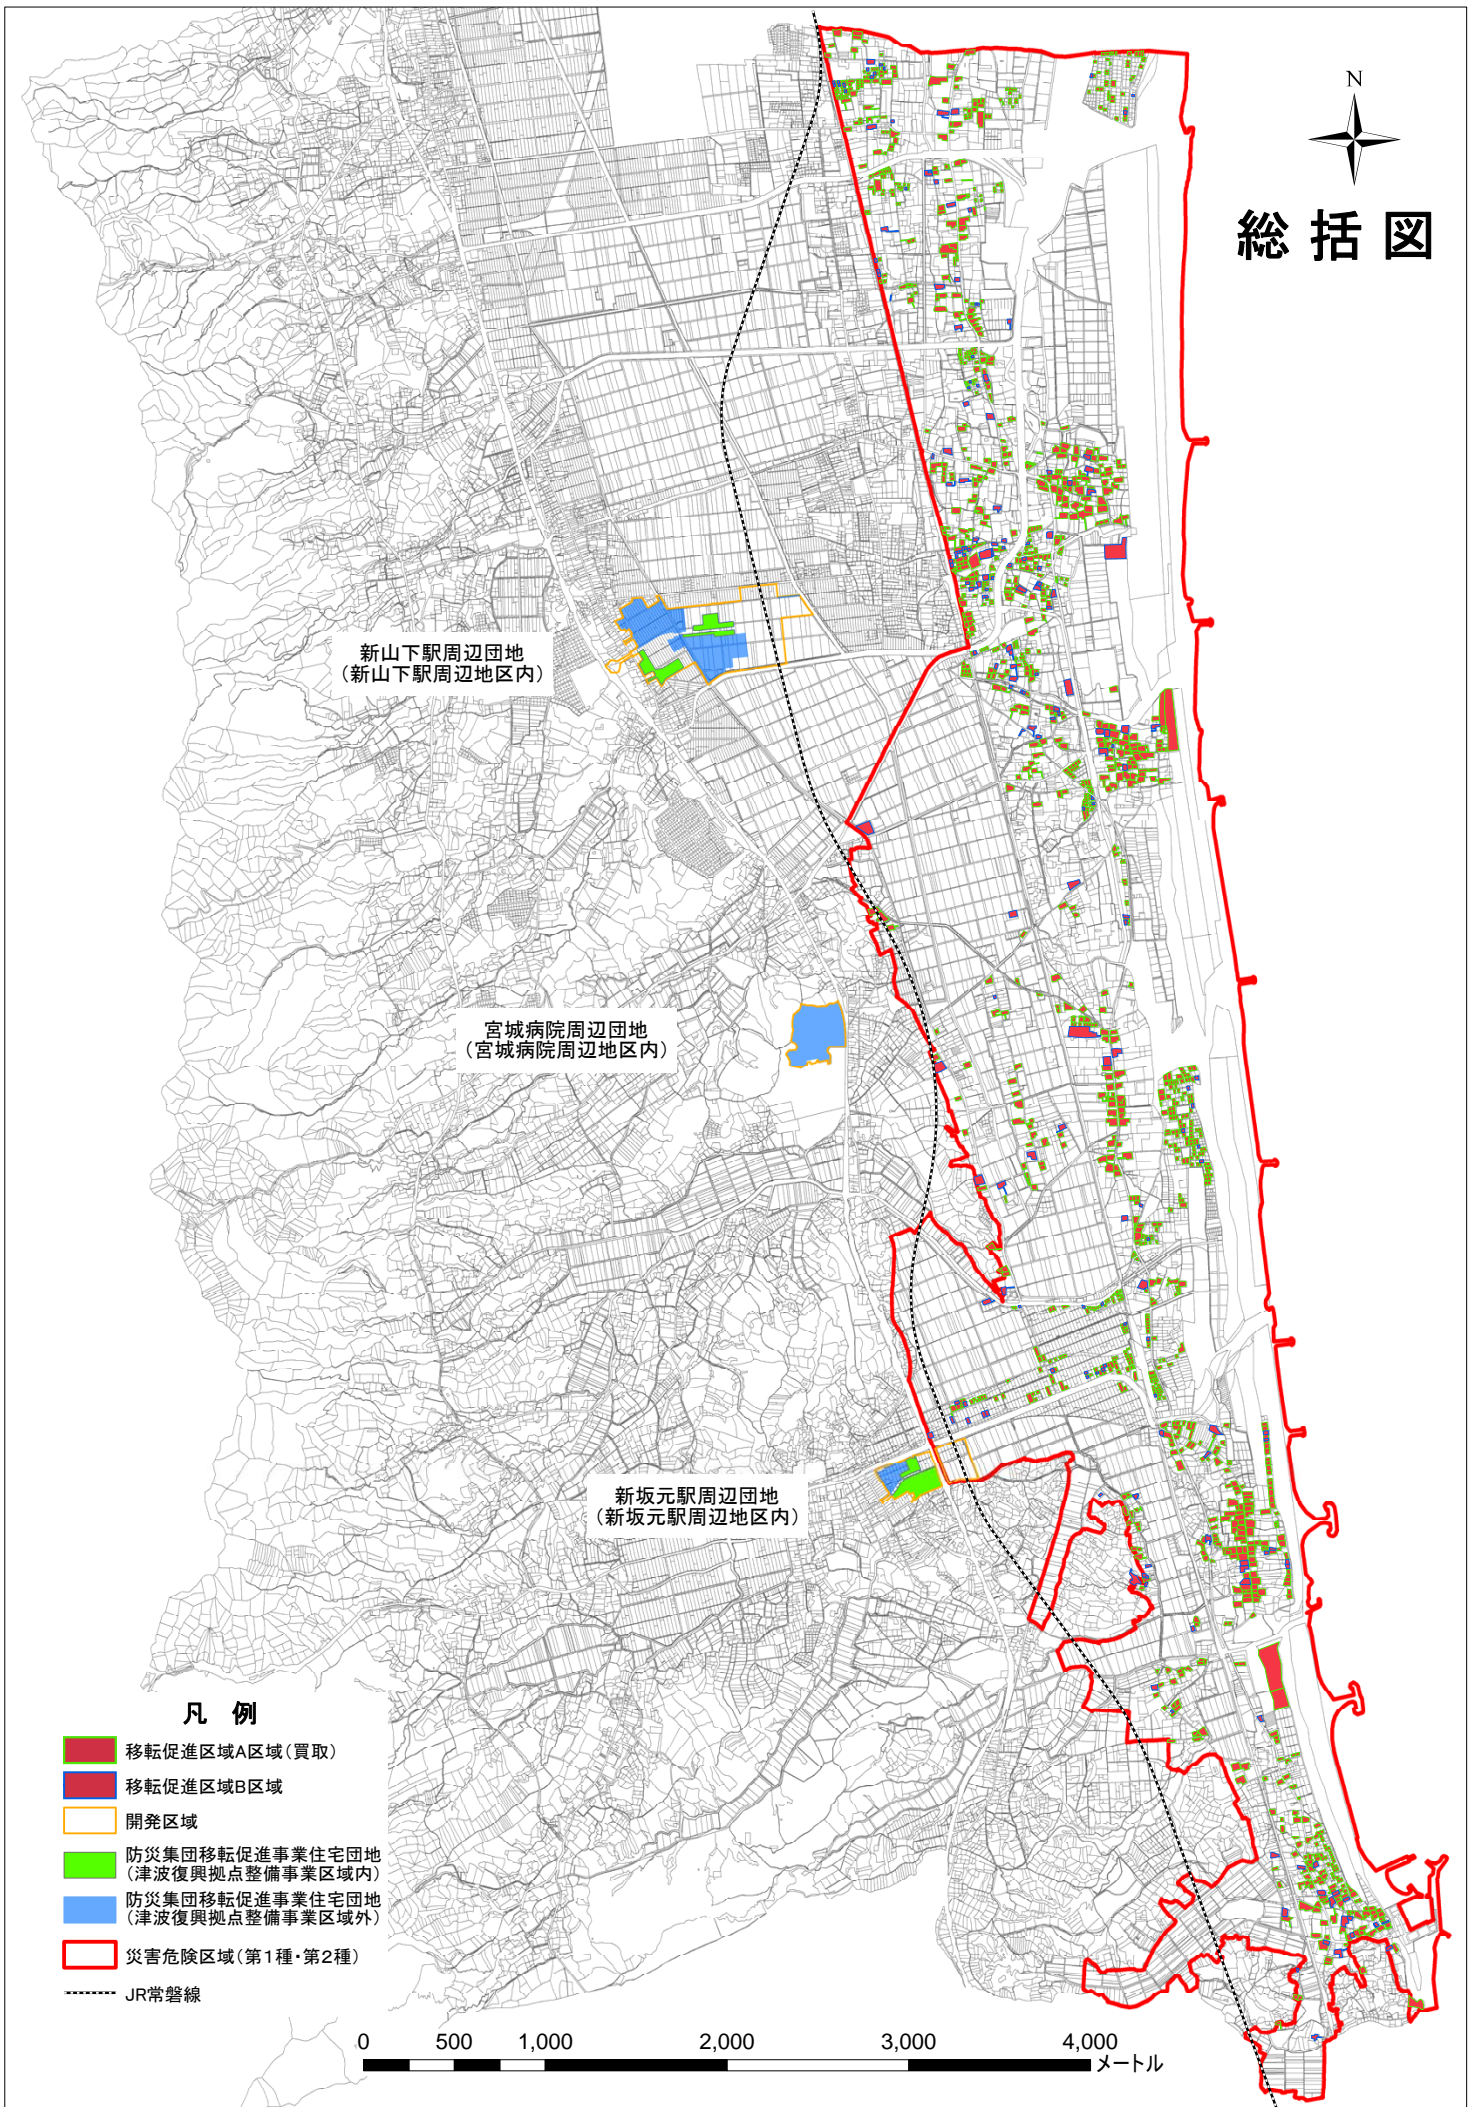 N
総括図
新山下駅周辺団地
（新山下駅周辺地区内）
宮城病院周辺団地
（宮城病院周辺地区内）
新坂元駅周辺団地
（新坂元駅周辺地区内）
凡 例
移転促進区域A区域（買取）
移転促進区域B区域
開発区域
防災集団移転促進事業住宅団地
（津波復興拠点整備事業区域内）
防災集団移転促進事業住宅団地
（津波復興拠点整備事業区域外）
災害危険区域（第1種・第2種）
JR常磐線
0 500 1,000 2,000 3,000 4,000
メートル